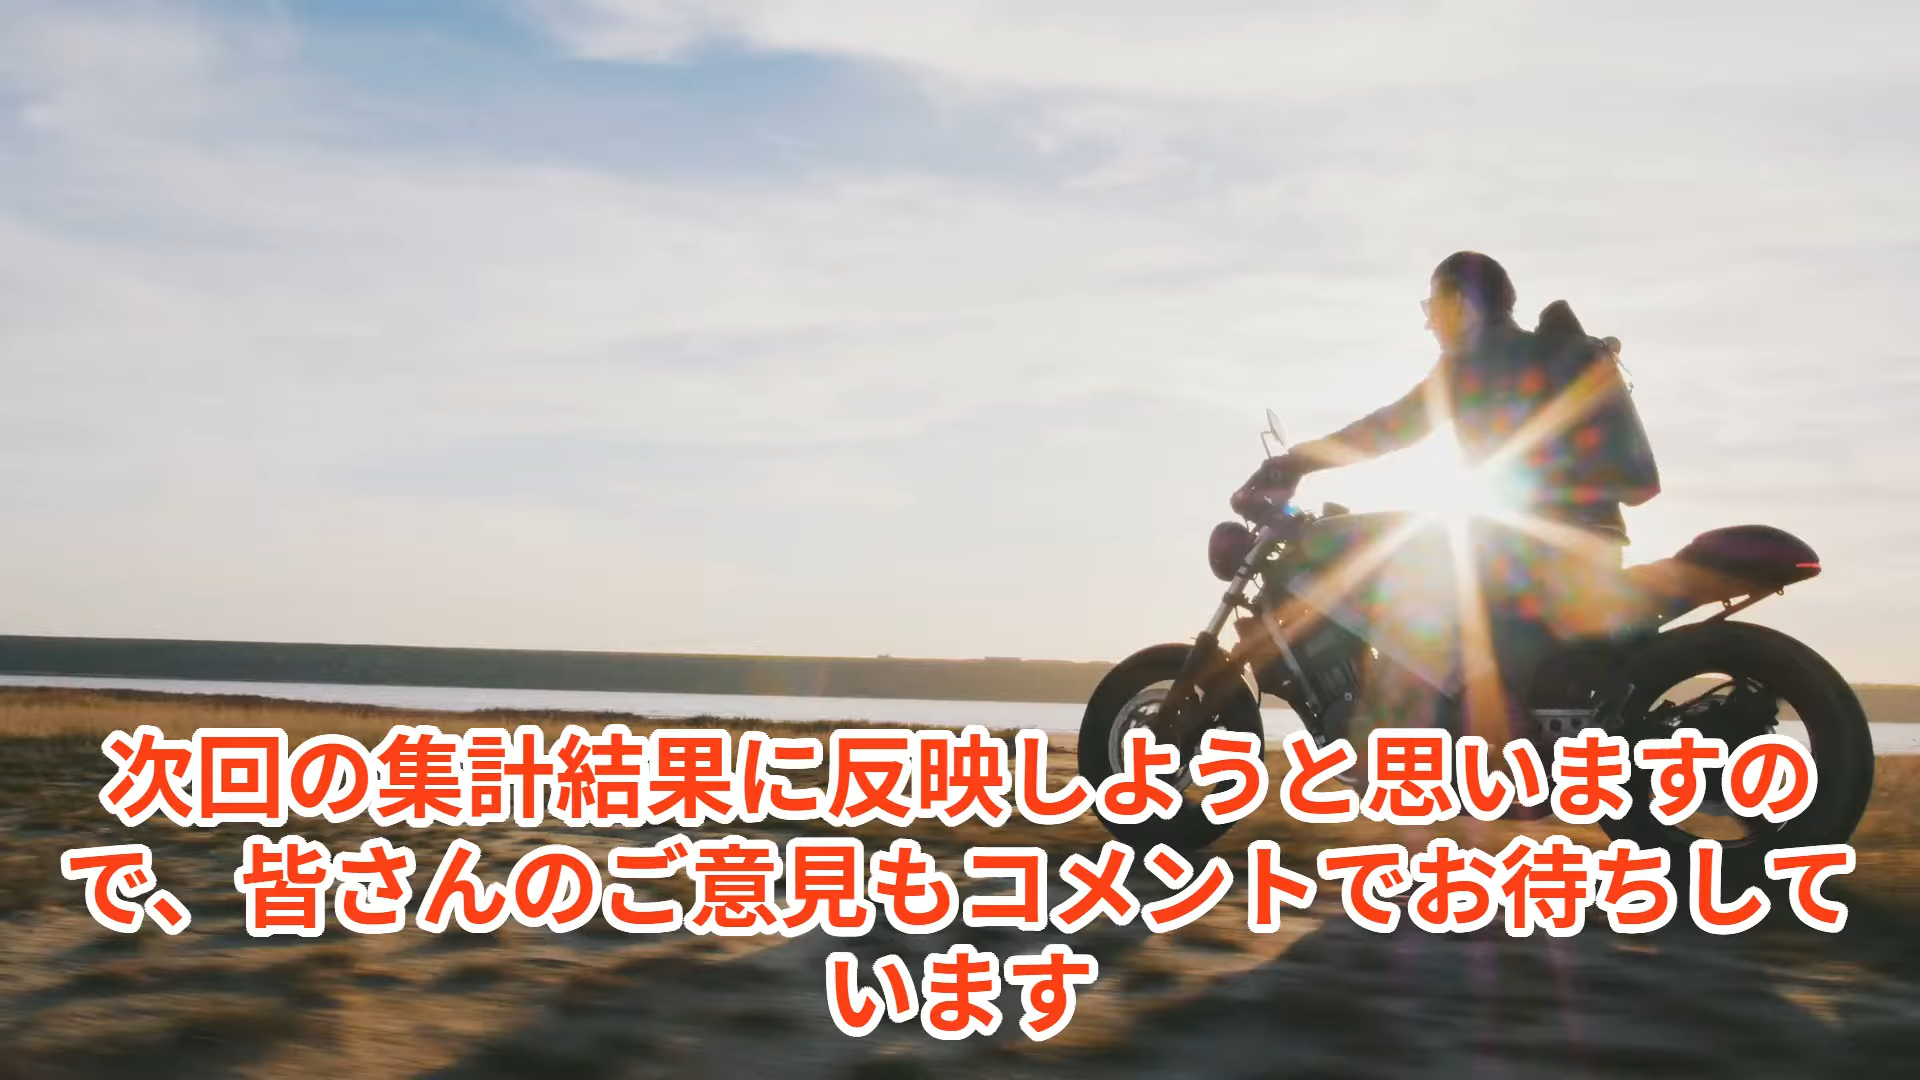 次回の集計結果に反映しようと思いますの
で、皆さんのご意見もコメントでお待ちして
います